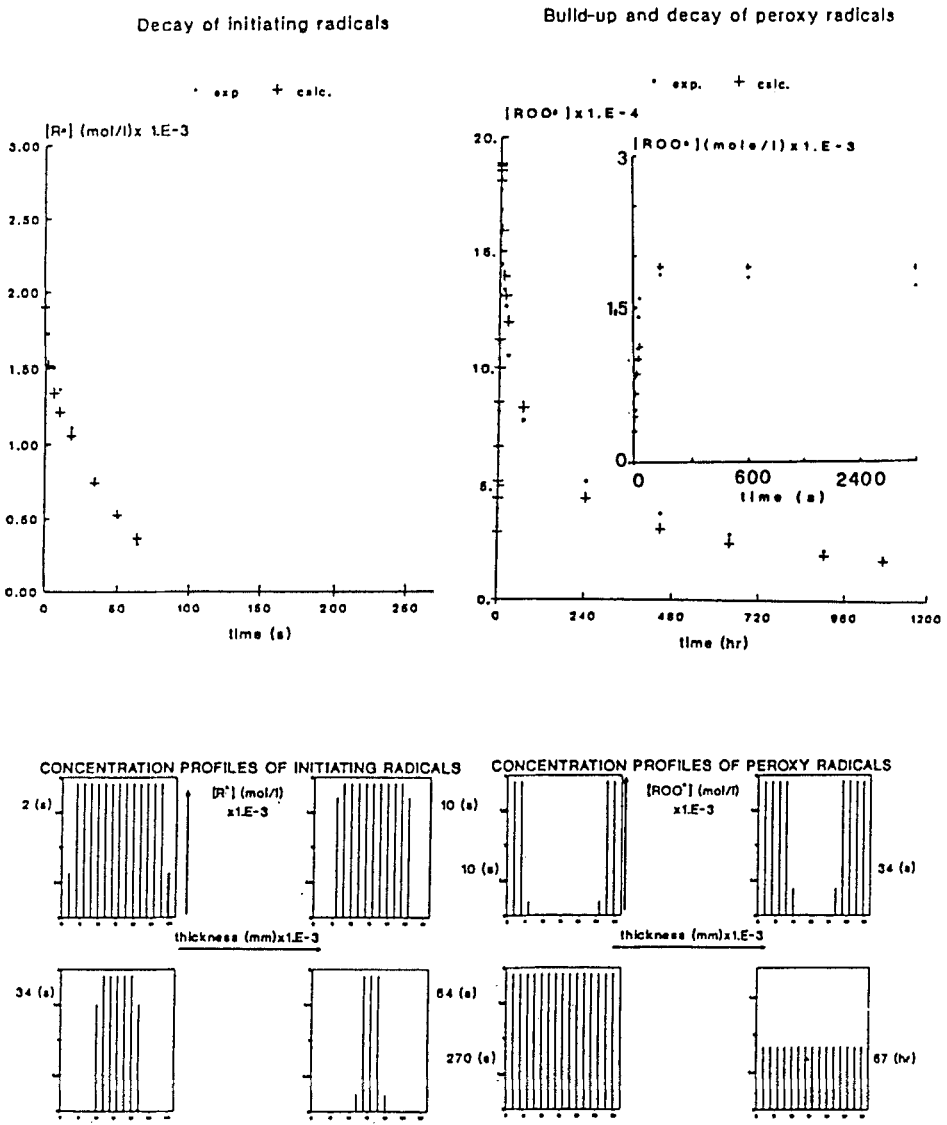 Decay of initiating radicals
• exp + calc.
[R•] (mol/l) x 1.E-3
3.00
2.50
2.00
1.50
1.00
0.50
0.00
0 50 100 150 200 250
time (s)
Build-up and decay of peroxy radicals
• exp. + calc.
[ROO•] x 1.E-4
20.
15.
10.
5.
0.
0 240 480 720 960 1200
time (hr)
[ROO•] (mole/l) x 1.E-3
3
1,5
0
0 600 2400
time (s)
CONCENTRATION PROFILES OF INITIATING RADICALS
2 (s)
[R•] (mol/l)
x1.E-3
10 (s)
thickness (mm)x1.E-3
34 (s)
64 (s)
CONCENTRATION PROFILES OF PEROXY RADICALS
10 (s)
[ROO•] (mol/l)
x1.E-3
34 (s)
thickness (mm)x1.E-3
270 (s)
67 (hr)